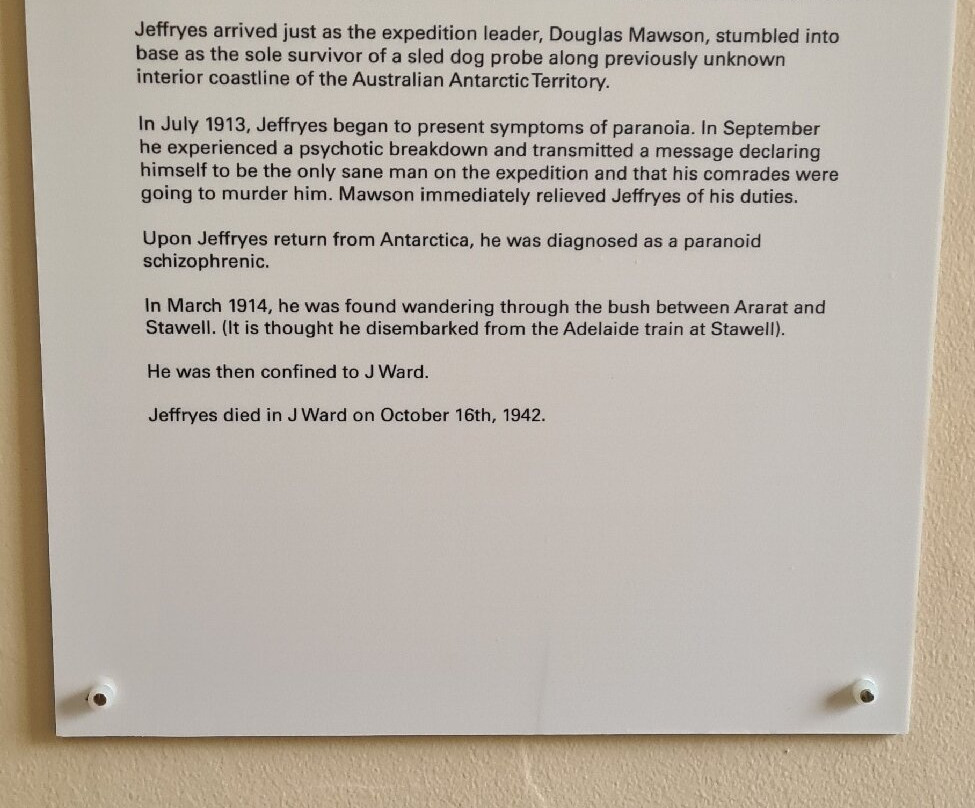 Jeffryes arrived just as the expedition leader, Douglas Mawson, stumbled into
base as the sole survivor of a sled dog probe along previously unknown
interior coastline of the Australian Antarctic Territory.
In July 1913, Jeffryes began to present symptoms of paranoia. In September
he experienced a psychotic breakdown and transmitted a message declaring
himself to be the only sane man on the expedition and that his comrades were
going to murder him. Mawson immediately relieved Jeffryes of his duties.
Upon Jeffryes return from Antarctica, he was diagnosed as a paranoid
schizophrenic.
In March 1914, he was found wandering through the bush between Ararat and
Stawell. (It is thought he disembarked from the Adelaide train at Stawell).
He was then confined to J Ward.
Jeffryes died in J Ward on October 16th, 1942.